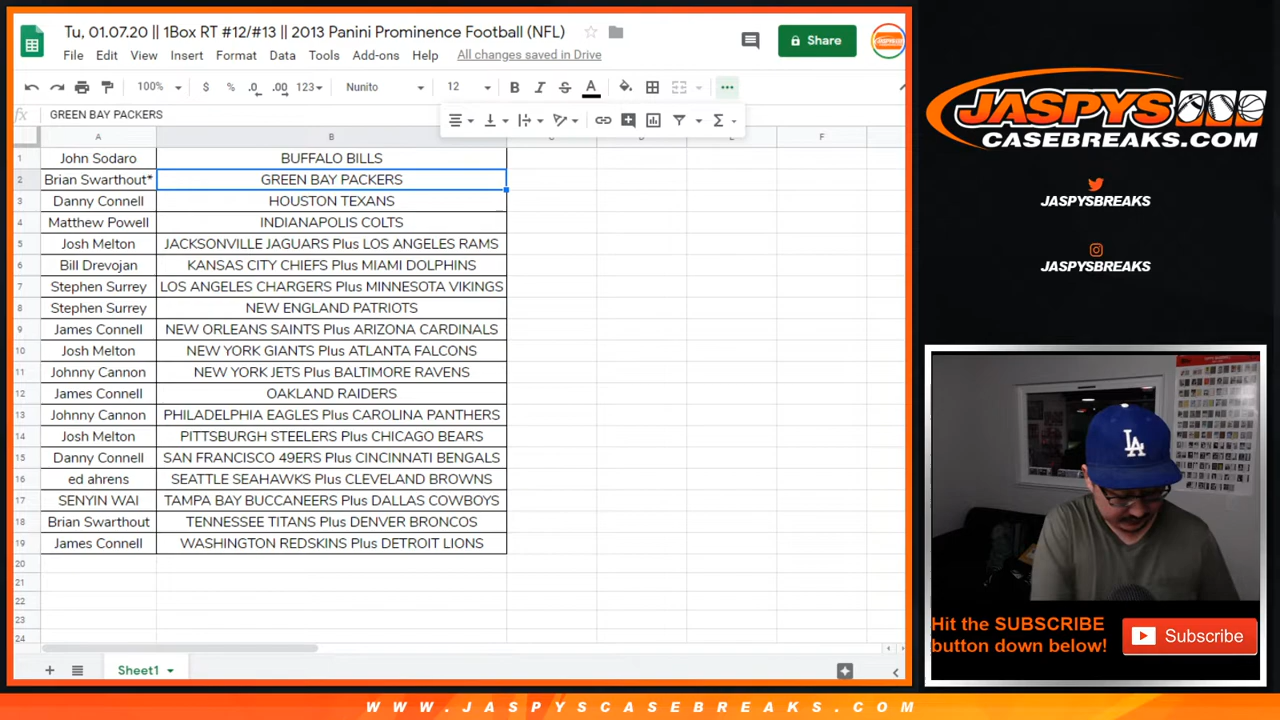 Tu, 01.07.20 || 1Box RT #12/#13 || 2013 Panini Prominence Football (NFL)
Share
File Edit View Insert Format Data Tools Add-ons Help All changes saved in Drive
100% $ % .0 .00 123 Nunito 12 B I S A
fx GREEN BAY PACKERS
A B C D E F
1 John Sodaro BUFFALO BILLS
2 Brian Swarthout* GREEN BAY PACKERS
3 Danny Connell HOUSTON TEXANS
4 Matthew Powell INDIANAPOLIS COLTS
5 Josh Melton JACKSONVILLE JAGUARS Plus LOS ANGELES RAMS
6 Bill Drevojan KANSAS CITY CHIEFS Plus MIAMI DOLPHINS
7 Stephen Surrey LOS ANGELES CHARGERS Plus MINNESOTA VIKINGS
8 Stephen Surrey NEW ENGLAND PATRIOTS
9 James Connell NEW ORLEANS SAINTS Plus ARIZONA CARDINALS
10 Josh Melton NEW YORK GIANTS Plus ATLANTA FALCONS
11 Johnny Cannon NEW YORK JETS Plus BALTIMORE RAVENS
12 James Connell OAKLAND RAIDERS
13 Johnny Cannon PHILADELPHIA EAGLES Plus CAROLINA PANTHERS
14 Josh Melton PITTSBURGH STEELERS Plus CHICAGO BEARS
15 Danny Connell SAN FRANCISCO 49ERS Plus CINCINNATI BENGALS
16 ed ahrens SEATTLE SEAHAWKS Plus CLEVELAND BROWNS
17 SENYIN WAI TAMPA BAY BUCCANEERS Plus DALLAS COWBOYS
18 Brian Swarthout TENNESSEE TITANS Plus DENVER BRONCOS
19 James Connell WASHINGTON REDSKINS Plus DETROIT LIONS
20
21
22
23
24
Sheet1
JASPYS
CASEBREAKS.COM
JASPYSBREAKS
JASPYSBREAKS
LA
Hit the SUBSCRIBE
button down below!
Subscribe
WWW.JASPYSCASEBREAKS.COM